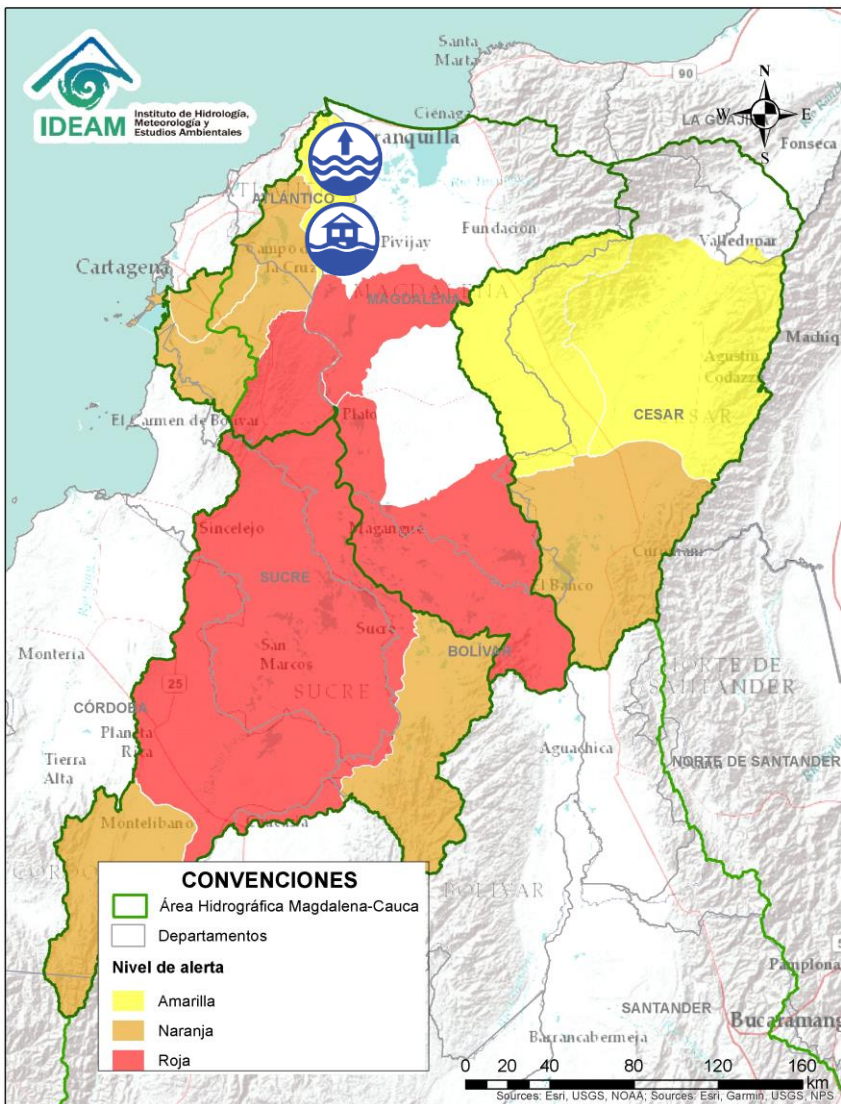 IDEAM
Instituto de Hidrología,
Meteorología y
Estudios Ambientales
Santa
Marta
90
N
W E
S
Ciénaga
LA GUAJIRA
Fonseca
ranquilla
ATLÁNTICO
Pivijay
Fundación
Valledupar
Campo de
la Cruz
Cartagena
MAGDALENA
MAGDALENA
Agustín
Codazzi
El Carmen de Bolívar
Plato
CESAR
Sincelejo
Magangué
SUCRE
El Banco
Sucre
Montería
San
Marcos
BOLÍVAR
SUCRE
NORTE DE
SANTANDER
25
CÓRDOBA
Planeta
Rica
Tierra
Alta
Aguachica
NORTE DE SANTANDER
Montelíbano
BOLÍVAR
CONVENCIONES
Área Hidrográfica Magdalena-Cauca
Departamentos
Nivel de alerta
Amarilla
Naranja
Roja
Pamplona
SANTANDER
Bucaramang
Barrancabermeja
0 20 40 80 120 160
km
Sources: Esri, USGS, NOAA; Sources: Esri, Garmin, USGS, NPS